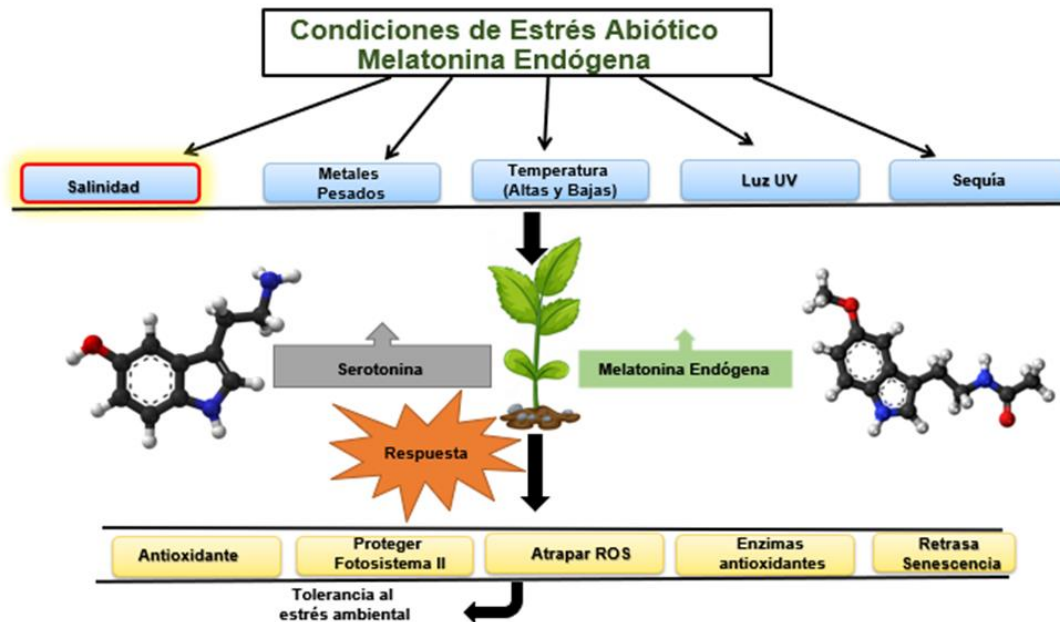 Condiciones de Estrés Abiótico
Melatonina Endógena
Salinidad
Metales
Pesados
Temperatura
(Altas y Bajas)
Luz UV
Sequía
Serotonina
Melatonina Endógena
Respuesta
Antioxidante
Proteger
Fotosistema II
Atrapar ROS
Enzimas
antioxidantes
Retrasa
Senescencia
Tolerancia al
estrés ambiental